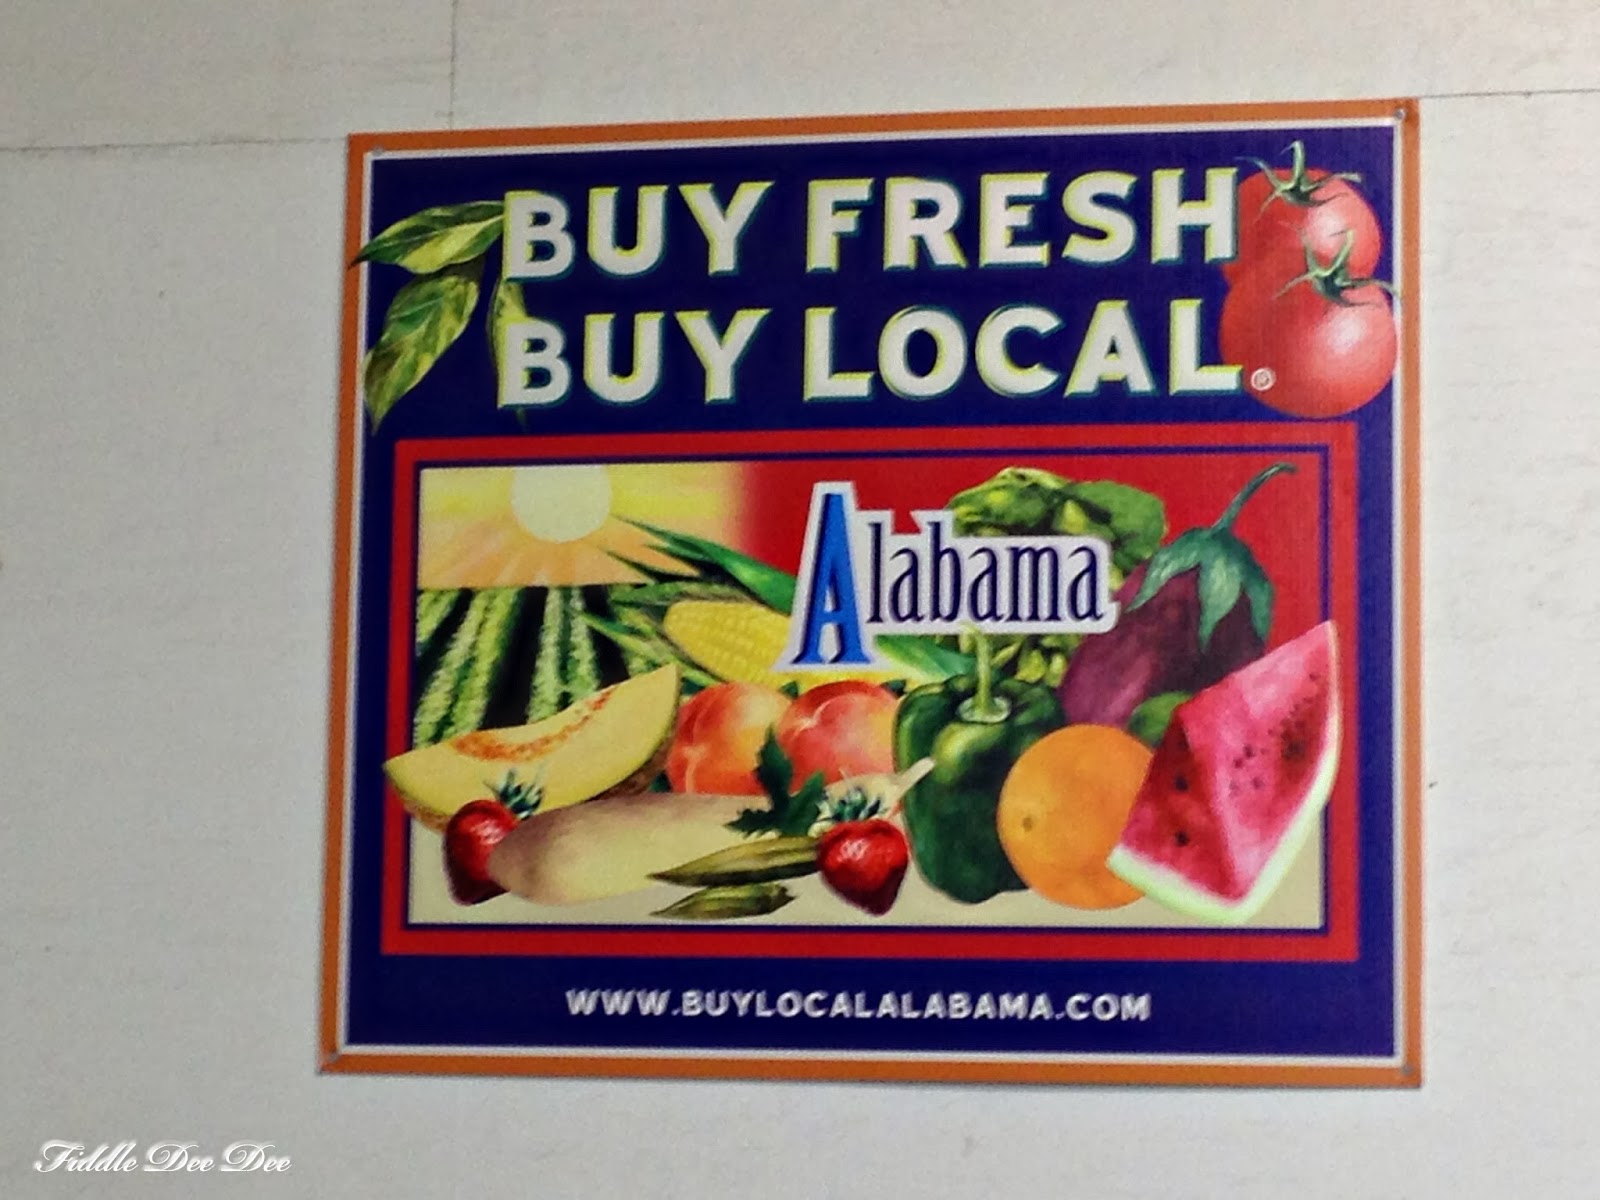 BUY FRESH
BUY LOCAL®
Alabama
WWW.BUYLOCALALABAMA.COM
Fiddle Dee Dee